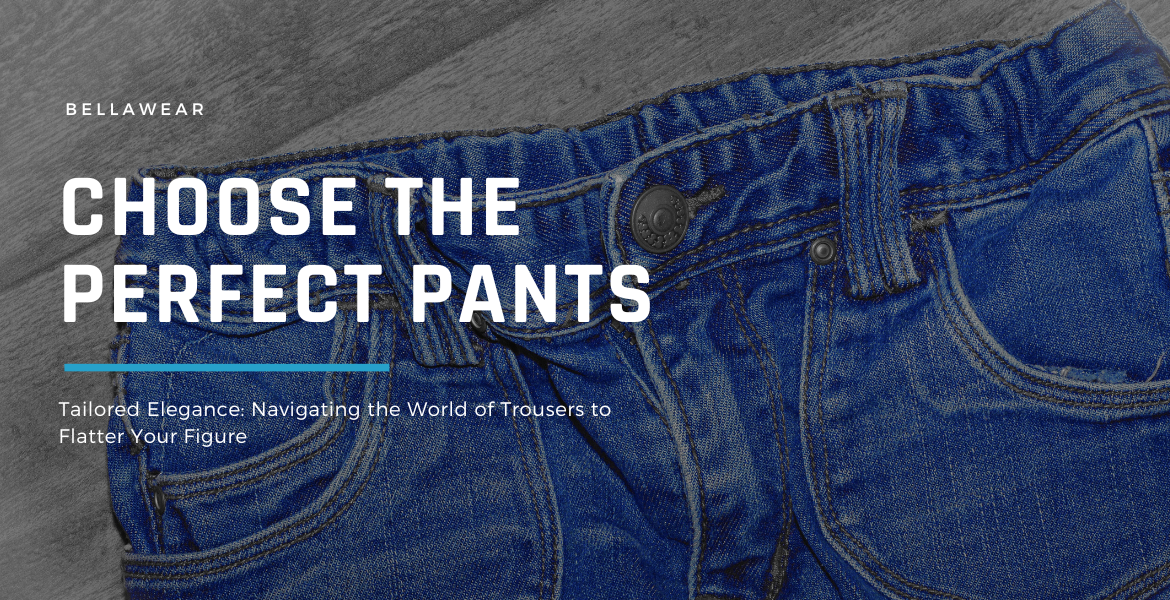 BELLAWEAR
CHOOSE THE
PERFECT PANTS
Tailored Elegance: Navigating the World of Trousers to
Flatter Your Figure